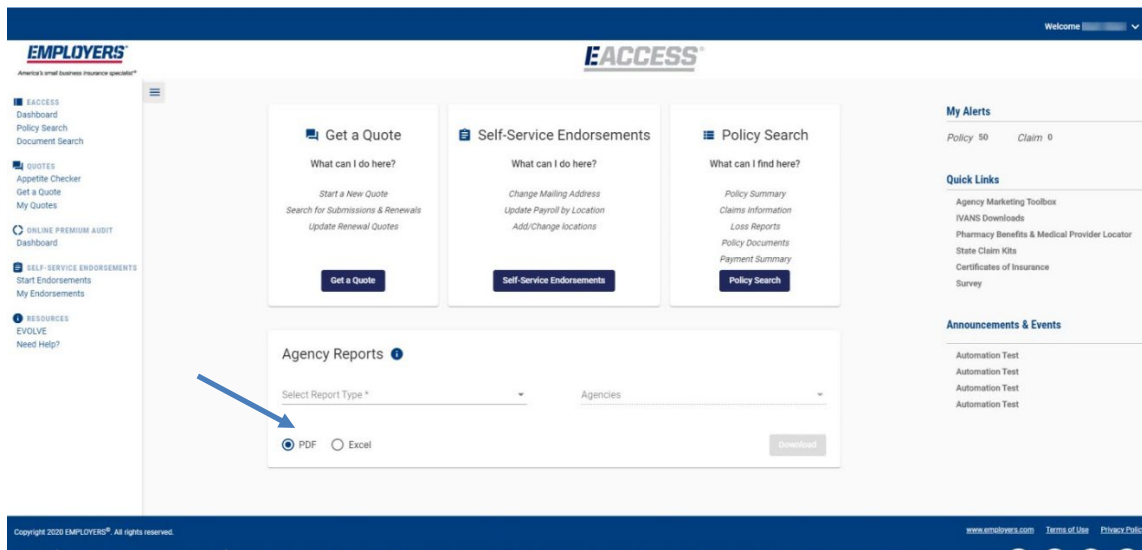 Welcome
EMPLOYERS®
America's small business insurance specialist®
EACCESS®
EACCESS
Dashboard
Policy Search
Document Search
QUOTES
Appetite Checker
Get a Quote
My Quotes
ONLINE PREMIUM AUDIT
Dashboard
SELF-SERVICE ENDORSEMENTS
Start Endorsements
My Endorsements
RESOURCES
EVOLVE
Need Help?
Get a Quote
What can I do here?
Start a New Quote
Search for Submissions & Renewals
Update Renewal Quotes
Get a Quote
Self-Service Endorsements
What can I do here?
Change Mailing Address
Update Payroll by Location
Add/Change locations
Self-Service Endorsements
Policy Search
What can I find here?
Policy Summary
Claims Information
Loss Reports
Policy Documents
Payment Summary
Policy Search
Agency Reports
Select Report Type *
Agencies
PDF Excel
Download
My Alerts
Policy 50 Claim 0
Quick Links
Agency Marketing Toolbox
IVANS Downloads
Pharmacy Benefits & Medical Provider Locator
State Claim Kits
Certificates of Insurance
Survey
Announcements & Events
Automation Test
Automation Test
Automation Test
Automation Test
Copyright 2020 EMPLOYERS®. All rights reserved.
www.employers.com Terms of Use Privacy Polic